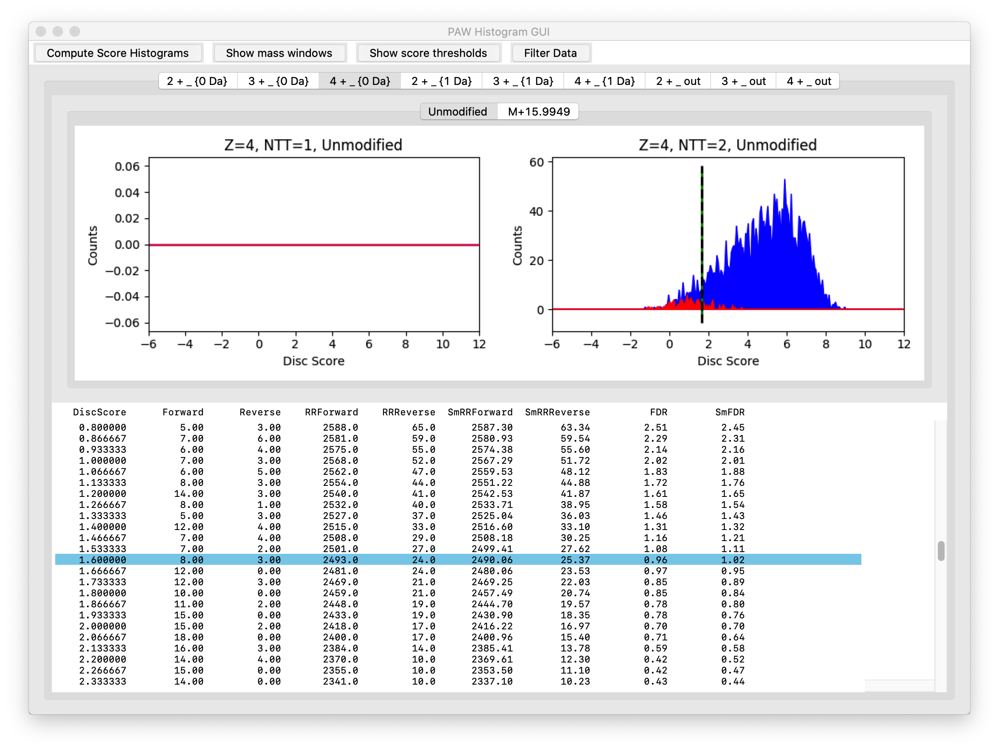 PAW Histogram GUI
Compute Score Histograms Show mass windows Show score thresholds Filter Data
2 + _ {0 Da} 3 + _ {0 Da} 4 + _ {0 Da} 2 + _ {1 Da} 3 + _ {1 Da} 4 + _ {1 Da} 2 + _ out 3 + _ out 4 + _ out
Unmodified M+15.9949
Z=4, NTT=1, Unmodified
0.06
0.04
0.02
0.00
−0.02
−0.04
−0.06
Counts
−6 −4 −2 0 2 4 6 8 10 12
Disc Score
Z=4, NTT=2, Unmodified
60
40
20
0
Counts
−6 −4 −2 0 2 4 6 8 10 12
Disc Score
DiscScore Forward Reverse RRForward RRReverse SmRRForward SmRRReverse FDR SmFDR
0.800000 5.00 3.00 2588.0 65.0 2587.30 63.34 2.51 2.45
0.866667 7.00 6.00 2581.0 59.0 2580.93 59.54 2.29 2.31
0.933333 6.00 4.00 2575.0 55.0 2574.38 55.60 2.14 2.16
1.000000 7.00 3.00 2568.0 52.0 2567.29 51.72 2.02 2.01
1.066667 6.00 5.00 2562.0 47.0 2559.53 48.12 1.83 1.88
1.133333 8.00 3.00 2554.0 44.0 2551.22 44.88 1.72 1.76
1.200000 14.00 3.00 2540.0 41.0 2542.53 41.87 1.61 1.65
1.266667 8.00 1.00 2532.0 40.0 2533.71 38.95 1.58 1.54
1.333333 5.00 3.00 2527.0 37.0 2525.04 36.03 1.46 1.43
1.400000 12.00 4.00 2515.0 33.0 2516.60 33.10 1.31 1.32
1.466667 7.00 4.00 2508.0 29.0 2508.18 30.25 1.16 1.21
1.533333 7.00 2.00 2501.0 27.0 2499.41 27.62 1.08 1.11
1.600000 8.00 3.00 2493.0 24.0 2490.06 25.37 0.96 1.02
1.666667 12.00 0.00 2481.0 24.0 2480.06 23.53 0.97 0.95
1.733333 12.00 3.00 2469.0 21.0 2469.25 22.03 0.85 0.89
1.800000 10.00 0.00 2459.0 21.0 2457.49 20.74 0.85 0.84
1.866667 11.00 2.00 2448.0 19.0 2444.70 19.57 0.78 0.80
1.933333 15.00 0.00 2433.0 19.0 2430.90 18.35 0.78 0.76
2.000000 15.00 2.00 2418.0 17.0 2416.22 16.97 0.70 0.70
2.066667 18.00 0.00 2400.0 17.0 2400.96 15.40 0.71 0.64
2.133333 16.00 3.00 2384.0 14.0 2385.41 13.78 0.59 0.58
2.200000 14.00 4.00 2370.0 10.0 2369.61 12.30 0.42 0.52
2.266667 15.00 0.00 2355.0 10.0 2353.50 11.10 0.42 0.47
2.333333 14.00 0.00 2341.0 10.0 2337.10 10.23 0.43 0.44